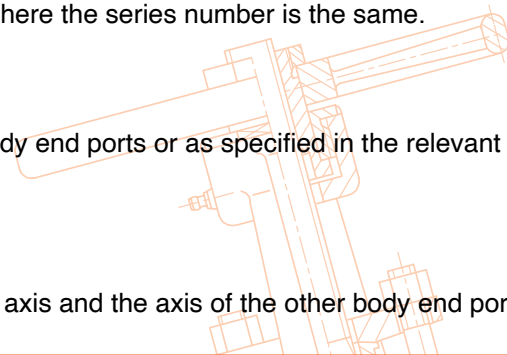 here the series number is the same.
dy end ports or as specified in the relevant
axis and the axis of the other body end por